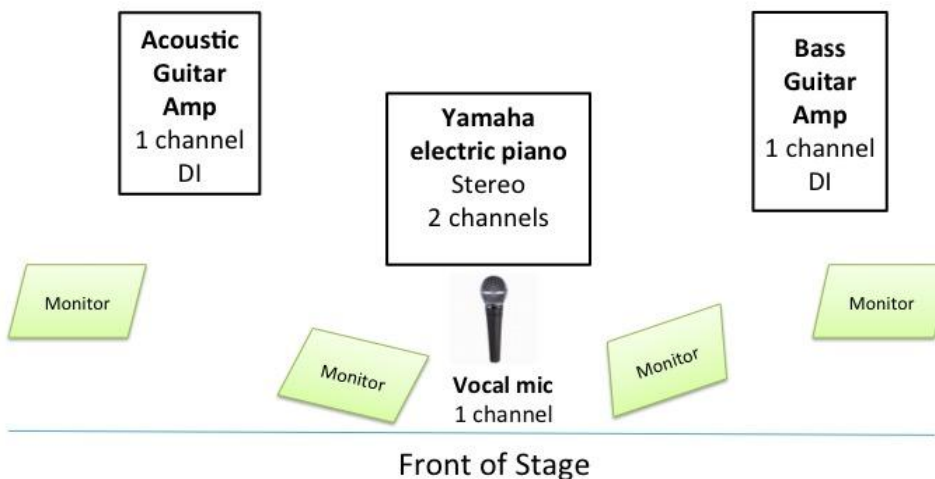 Acoustic
Guitar
Amp
1 channel
DI
Yamaha
electric piano
Stereo
2 channels
Bass
Guitar
Amp
1 channel
DI
Monitor
Monitor
Vocal mic
1 channel
Monitor
Monitor
Front of Stage